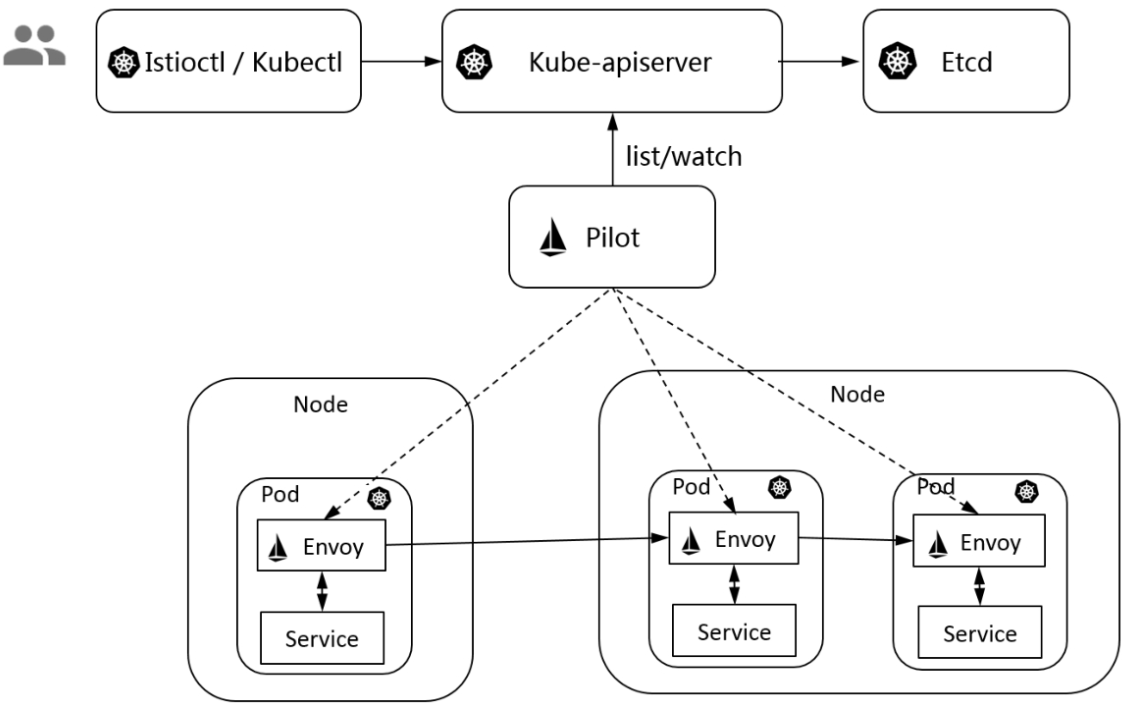 Istioctl / Kubectl
Kube-apiserver
Etcd
list/watch
Pilot
Node
Node
Pod
Envoy
Service
Pod
Envoy
Service
Pod
Envoy
Service